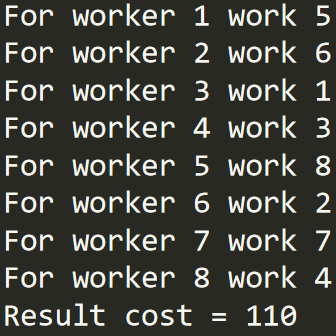 For worker 1 work 5
For worker 2 work 6
For worker 3 work 1
For worker 4 work 3
For worker 5 work 8
For worker 6 work 2
For worker 7 work 7
For worker 8 work 4
Result cost = 110